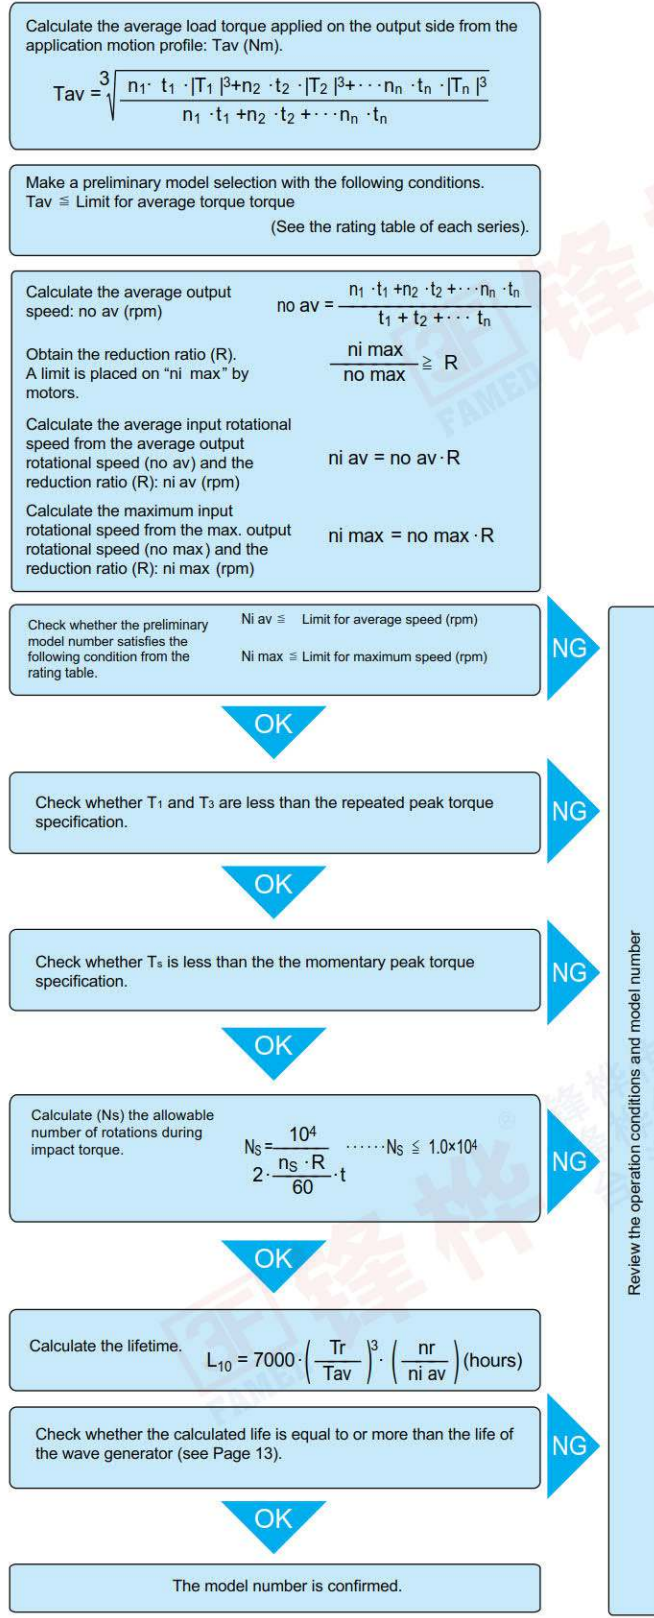 Calculate the average load torque applied on the output side from the
application motion profile: Tav (Nm).
Tav = ∛((n₁· t₁ ·|T₁ |³+n₂ ·t₂ ·|T₂ |³+···nₙ ·tₙ ·|Tₙ |³) / (n₁ ·t₁ +n₂ ·t₂ +···nₙ ·tₙ))
Make a preliminary model selection with the following conditions.
Tav ≦ Limit for average torque torque
(See the rating table of each series).
Calculate the average output
speed: no av (rpm)
no av = (n₁ ·t₁ +n₂ ·t₂ +···nₙ ·tₙ) / (t₁ + t₂ +··· tₙ)
Obtain the reduction ratio (R).
A limit is placed on "ni max" by
motors.
ni max / no max ≧ R
Calculate the average input rotational
speed from the average output
rotational speed (no av) and the
reduction ratio (R): ni av (rpm)
ni av = no av·R
Calculate the maximum input
rotational speed from the max. output
rotational speed (no max) and the
reduction ratio (R): ni max (rpm)
ni max = no max·R
Check whether the preliminary
model number satisfies the
following condition from the
rating table.
Ni av ≦ Limit for average speed (rpm)
Ni max ≦ Limit for maximum speed (rpm)
NG
OK
Check whether T₁ and T₃ are less than the repeated peak torque
specification.
NG
OK
Check whether Tₛ is less than the the momentary peak torque
specification.
NG
OK
Calculate (Ns) the allowable
number of rotations during
impact torque.
N_S = 10⁴ / (2·(n_S ·R / 60)·t) ······N_S ≦ 1.0×10⁴
NG
OK
Calculate the lifetime.
L₁₀ = 7000·(Tr / Tav)³·(nr / ni av) (hours)
Check whether the calculated life is equal to or more than the life of
the wave generator (see Page 13).
NG
OK
The model number is confirmed.
Review the operation conditions and model number
锋
FAMED
锋桦
FAMED